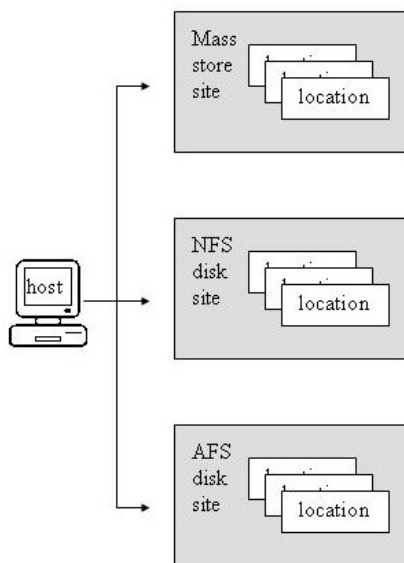 Mass
store
site
location
host
NFS
disk
site
location
AFS
disk
site
location